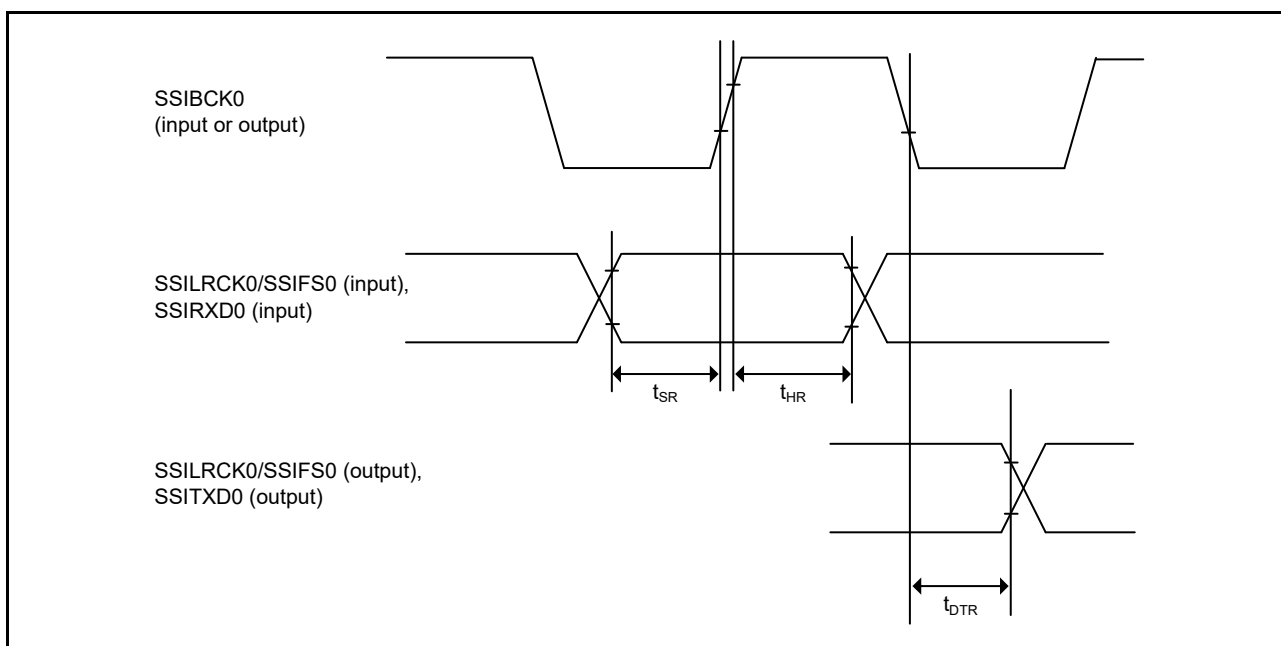 SSIBCK0
(input or output)
SSILRCK0/SSIFS0 (input),
SSIRXD0 (input)
tSR
tHR
SSILRCK0/SSIFS0 (output),
SSITXD0 (output)
tDTR